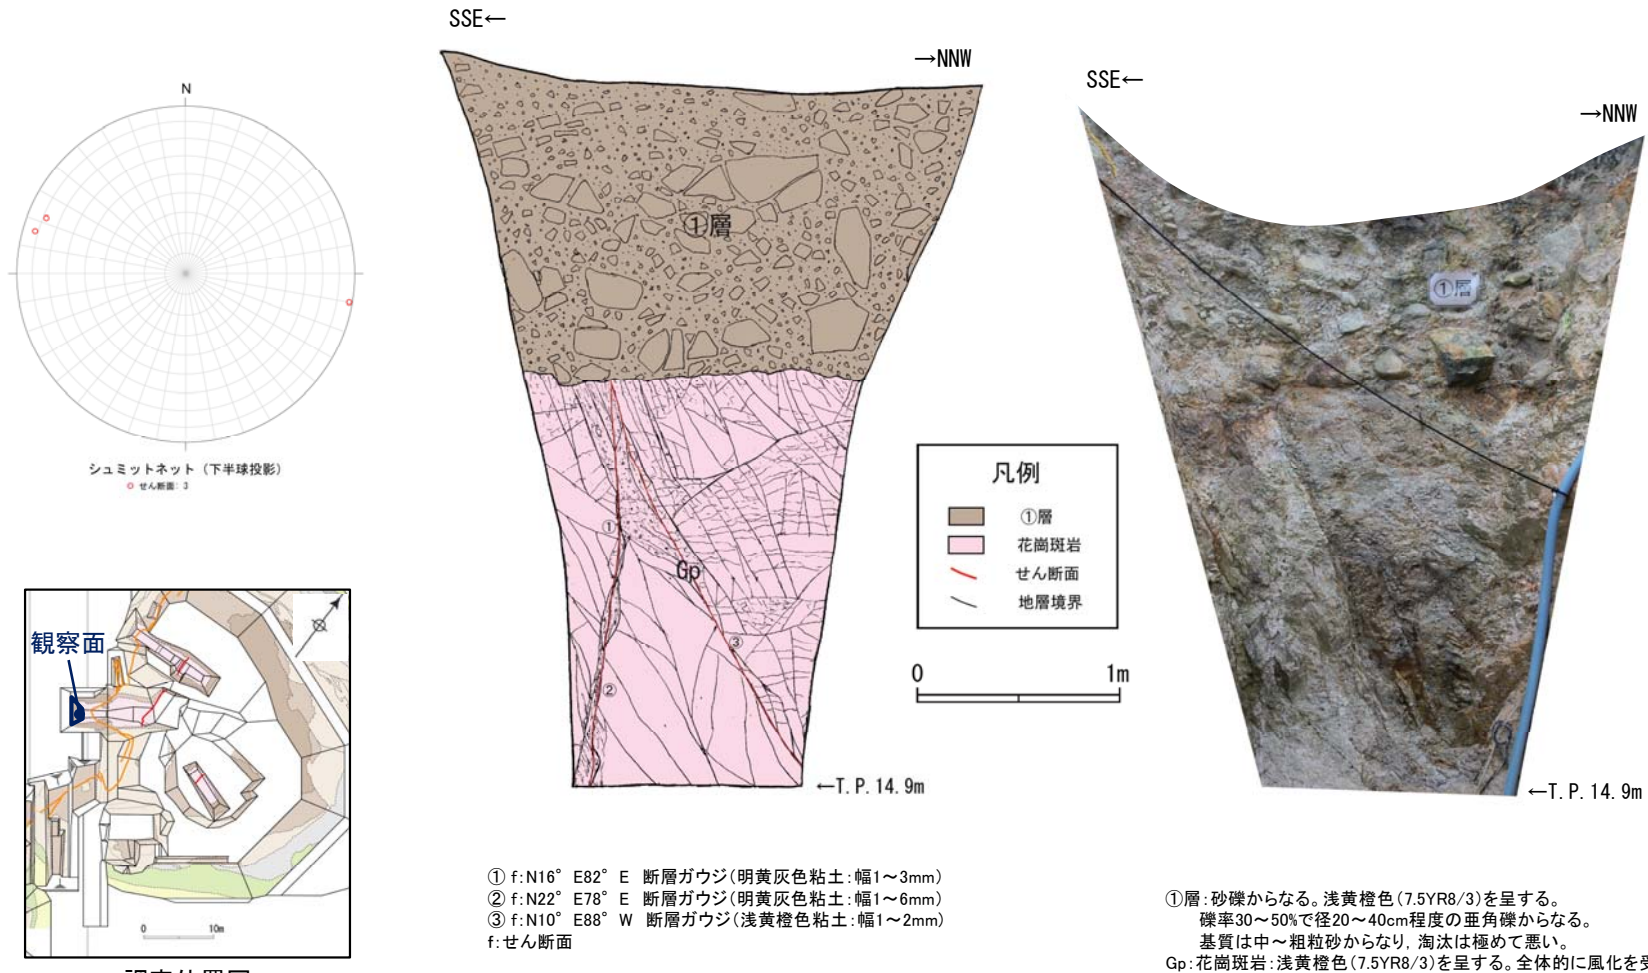 SSE←
→NNW
SSE←
→NNW
N
シュミットネット（下半球投影）
せん断面: 3
①層
①層
①
Gp
③
②
凡例
①層
花崗斑岩
せん断面
地層境界
0 1m
←T.P.14.9m
←T.P.14.9m
観察面
0 10m
①f:N16°E82°E 断層ガウジ(明黄灰色粘土:幅1～3mm)
②f:N22°E78°E 断層ガウジ(明黄灰色粘土:幅1～6mm)
③f:N10°E88°W 断層ガウジ(浅黄橙色粘土:幅1～2mm)
f:せん断面
①層:砂礫からなる。浅黄橙色(7.5YR8/3)を呈する。
礫率30～50%で径20～40cm程度の亜角礫からなる。
基質は中～粗粒砂からなり,淘汰は極めて悪い。
Gp:花崗斑岩:浅黄橙色(7.5YR8/3)を呈する。全体的に風化を